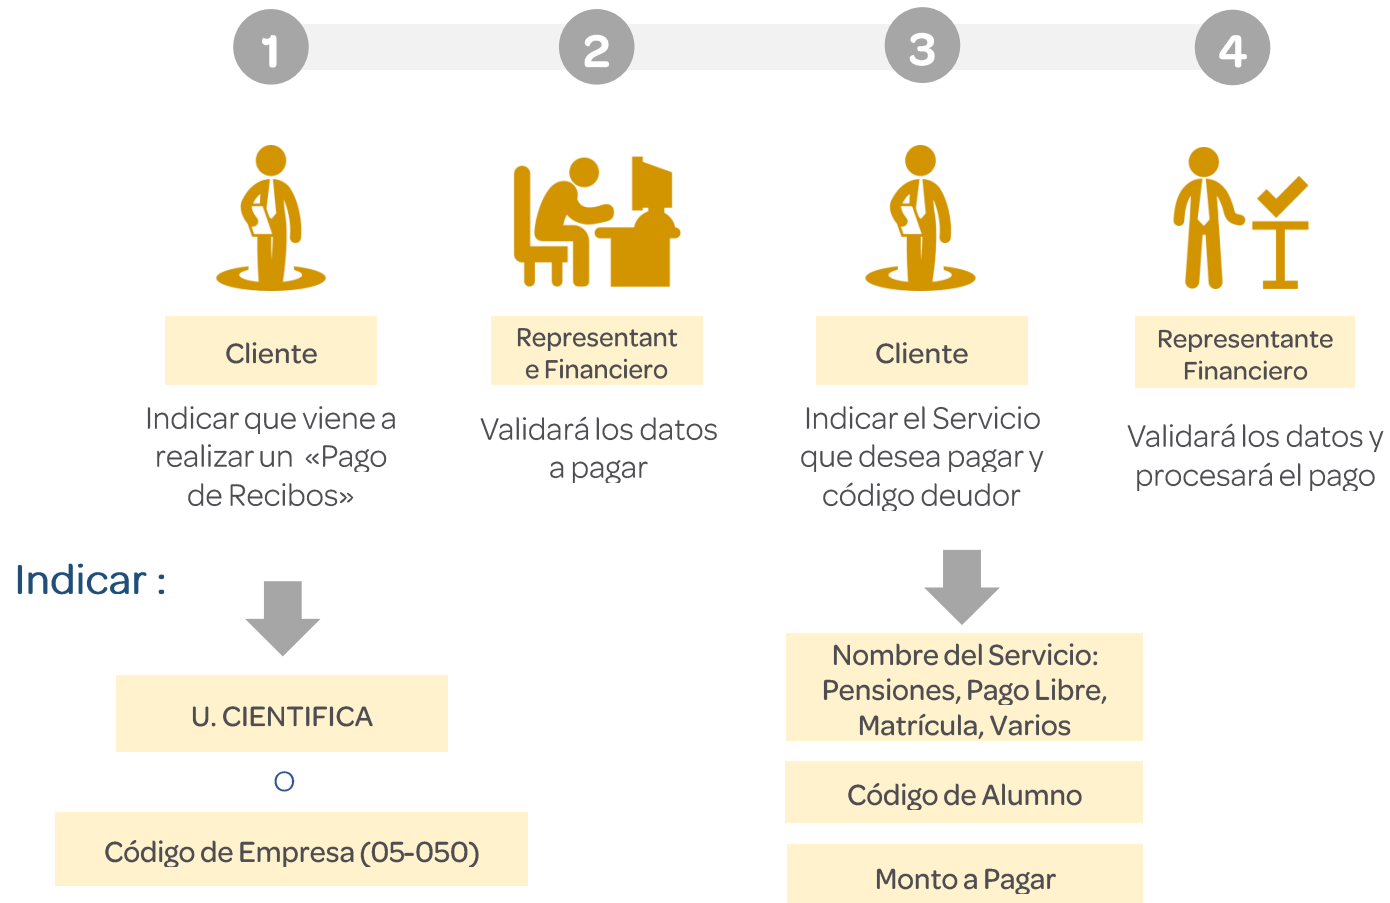 1
2
3
4
Cliente
Representant
e Financiero
Cliente
Representante
Financiero
Indicar que viene a
realizar un «Pago
de Recibos»
Validará los datos
a pagar
Indicar el Servicio
que desea pagar y
código deudor
Validará los datos y
procesará el pago
Indicar :
U. CIENTIFICA
O
Código de Empresa (05-050)
Nombre del Servicio:
Pensiones, Pago Libre,
Matrícula, Varios
Código de Alumno
Monto a Pagar